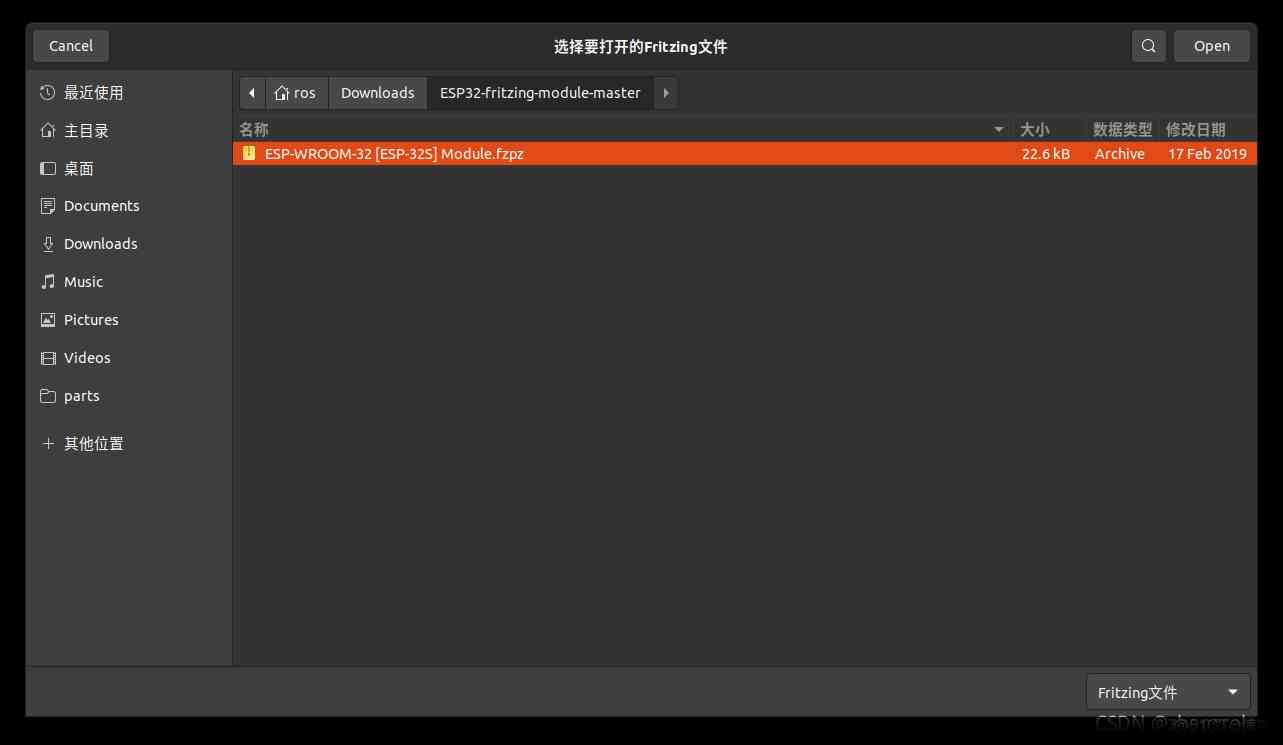 Cancel
选择要打开的Fritzing文件
Open
最近使用
主目录
桌面
Documents
Downloads
Music
Pictures
Videos
parts
其他位置
ros Downloads ESP32-fritzing-module-master
名称 大小 数据类型 修改日期
ESP-WROOM-32 [ESP-32S] Module.fzpz 22.6 kB Archive 17 Feb 2019
Fritzing文件
CSDN